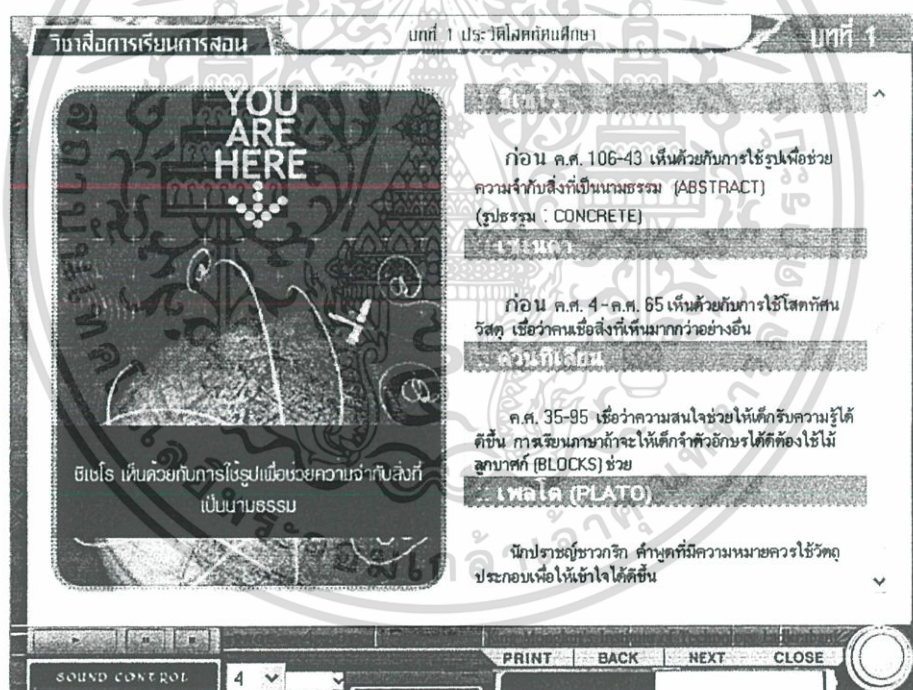 วิชาสื่อการเรียนการสอน
บทที่ 1 ประวัติโสตทัศนศึกษา
บทที่ 1
YOU
ARE
HERE
ซิเซโร เห็นด้วยกับการใช้รูปเพื่อช่วยความจำกับสิ่งที่
เป็นนามธรรม
.: ซิเซโร
ก่อน ค.ศ. 106-43 เห็นด้วยกับการใช้รูปเพื่อช่วย
ความจำกับสิ่งที่เป็นนามธรรม (ABSTRACT)
(รูปธรรม : CONCRETE)
.: เซเนกา
ก่อน ค.ศ. 4-ค.ศ. 65 เห็นด้วยกับการใช้โสตทัศน
วัสดุ เชื่อว่าคนเชื่อสิ่งที่เห็นมากกว่าอย่างอื่น
.: ควินทิเลียน
ค.ศ. 35-95 เชื่อว่าความสนใจช่วยให้เด็กรับความรู้ได้
ดีขึ้น การเรียนภาษาถ้าจะให้เด็กจำตัวอักษรได้ดีต้องใช้ไม้
ลูกบาศก์ (BLOCKS) ช่วย
.: เพลโต (PLATO)
นักปราชญ์ชาวกรีก คำพูดที่มีความหมายควรใช้วัตถุ
ประกอบเพื่อให้เข้าใจได้ดีขึ้น
PRINT BACK NEXT CLOSE
SOUND CONTROL
4